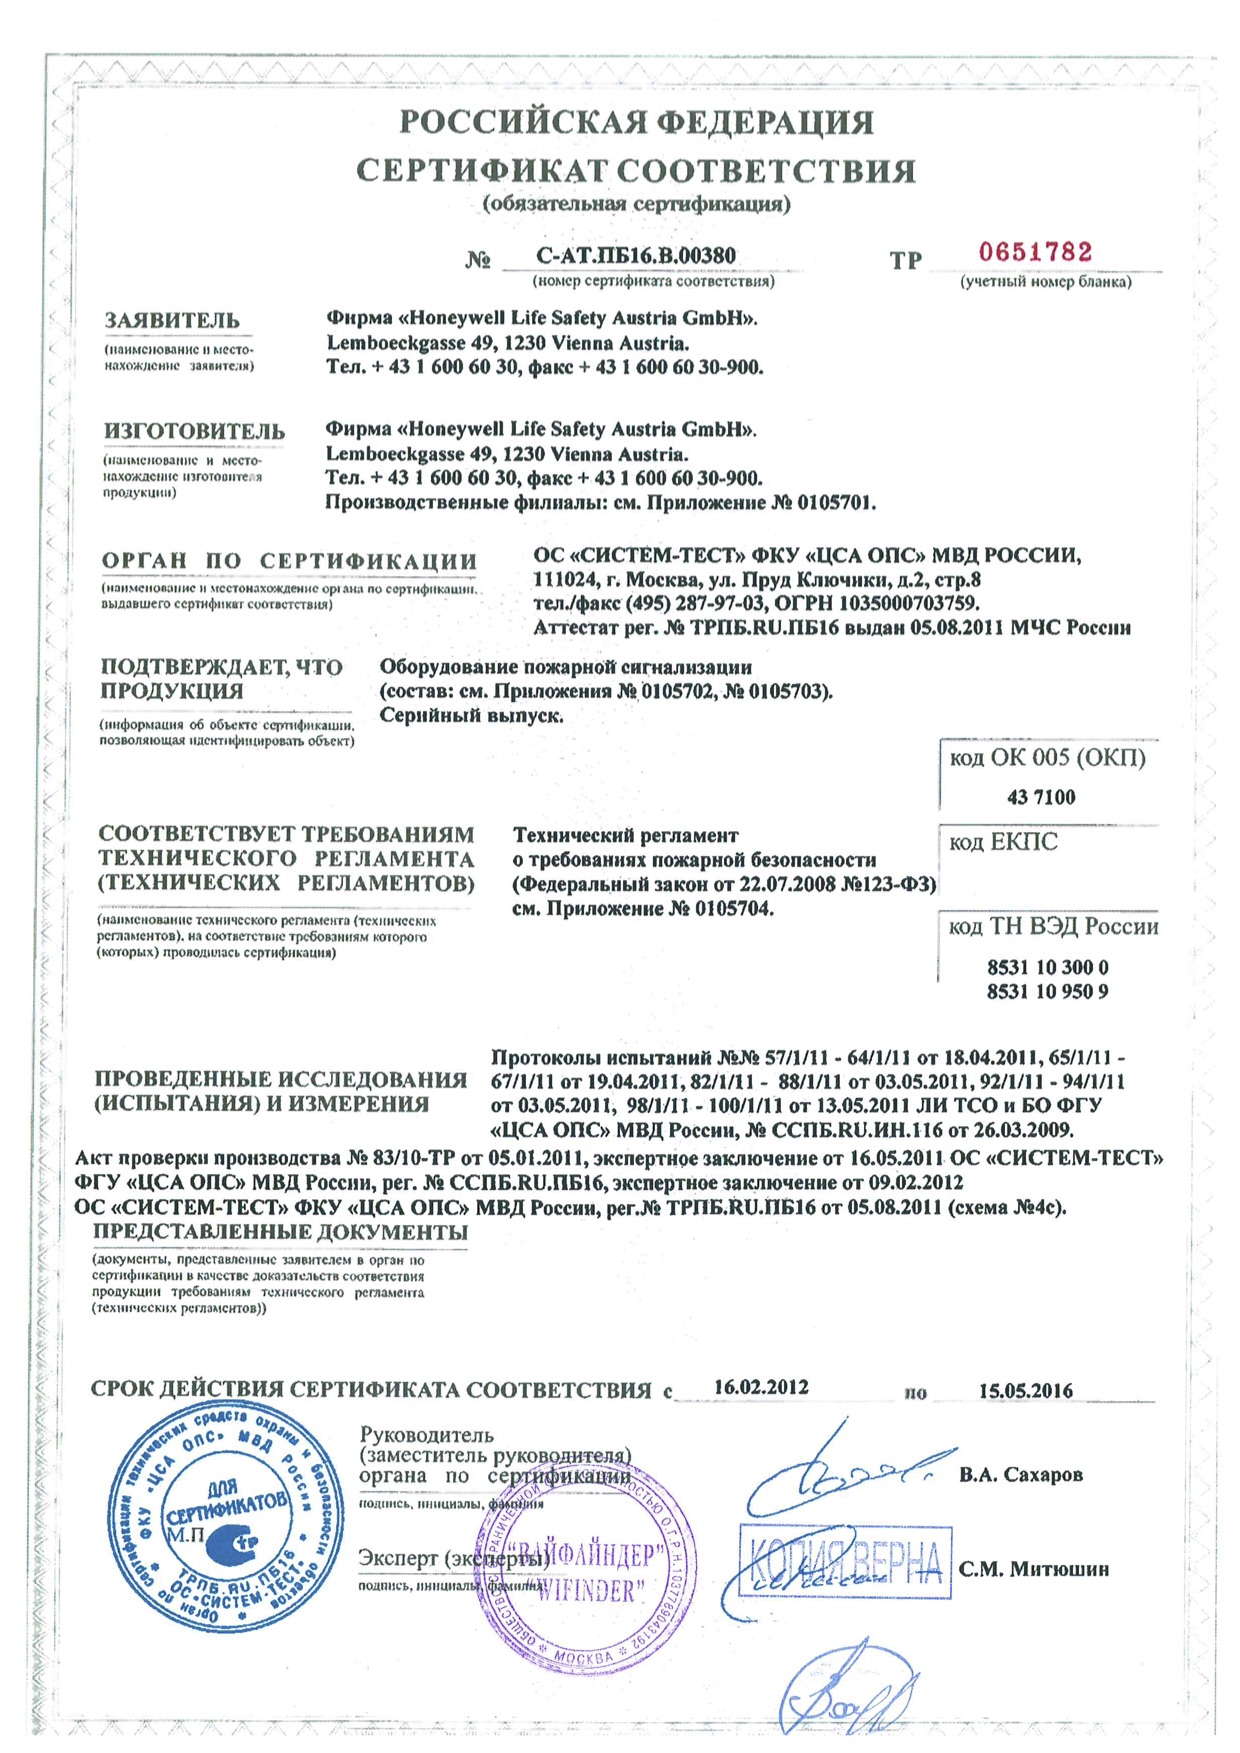 РОССИЙСКАЯ ФЕДЕРАЦИЯ
СЕРТИФИКАТ СООТВЕТСТВИЯ
(обязательная сертификация)
№ С-АТ.ПБ16.В.00380
(номер сертификата соответствия)
ТР 0651782
(учетный номер бланка)
ЗАЯВИТЕЛЬ
(наименование и место-
нахождение заявителя)
Фирма «Honeywell Life Safety Austria GmbH».
Lemboeckgasse 49, 1230 Vienna Austria.
Тел. + 43 1 600 60 30, факс + 43 1 600 60 30-900.
ИЗГОТОВИТЕЛЬ
(наименование и место-
нахождение изготовителя
продукции)
Фирма «Honeywell Life Safety Austria GmbH».
Lemboeckgasse 49, 1230 Vienna Austria.
Тел. + 43 1 600 60 30, факс + 43 1 600 60 30-900.
Производственные филиалы: см. Приложение № 0105701.
ОРГАН ПО СЕРТИФИКАЦИИ
(наименование и местонахождение органа по сертификации,
выдавшего сертификат соответствия)
ОС «СИСТЕМ-ТЕСТ» ФКУ «ЦСА ОПС» МВД РОССИИ,
111024, г. Москва, ул. Пруд Ключики, д.2, стр.8
тел./факс (495) 287-97-03, ОГРН 1035000703759.
Аттестат рег. № ТРПБ.RU.ПБ16 выдан 05.08.2011 МЧС России
ПОДТВЕРЖДАЕТ, ЧТО
ПРОДУКЦИЯ
(информация об объекте сертификации,
позволяющая идентифицировать объект)
Оборудование пожарной сигнализации
(состав: см. Приложения № 0105702, № 0105703).
Серийный выпуск.
код ОК 005 (ОКП)
43 7100
СООТВЕТСТВУЕТ ТРЕБОВАНИЯМ
ТЕХНИЧЕСКОГО РЕГЛАМЕНТА
(ТЕХНИЧЕСКИХ РЕГЛАМЕНТОВ)
(наименование технического регламента (технических
регламентов), на соответствие требованиям которого
(которых) проводилась сертификация)
Технический регламент
о требованиях пожарной безопасности
(Федеральный закон от 22.07.2008 №123-ФЗ)
см. Приложение № 0105704.
код ЕКПС
код ТН ВЭД России
8531 10 300 0
8531 10 950 9
ПРОВЕДЕННЫЕ ИССЛЕДОВАНИЯ
(ИСПЫТАНИЯ) И ИЗМЕРЕНИЯ
Протоколы испытаний №№ 57/1/11 - 64/1/11 от 18.04.2011, 65/1/11 -
67/1/11 от 19.04.2011, 82/1/11 - 88/1/11 от 03.05.2011, 92/1/11 - 94/1/11
от 03.05.2011, 98/1/11 - 100/1/11 от 13.05.2011 ЛИ ТСО и БО ФГУ
«ЦСА ОПС» МВД России, № ССПБ.RU.ИН.116 от 26.03.2009.
Акт проверки производства № 83/10-ТР от 05.01.2011, экспертное заключение от 16.05.2011 ОС «СИСТЕМ-ТЕСТ»
ФГУ «ЦСА ОПС» МВД России, рег. № ССПБ.RU.ПБ16, экспертное заключение от 09.02.2012
ОС «СИСТЕМ-ТЕСТ» ФКУ «ЦСА ОПС» МВД России, рег.№ ТРПБ.RU.ПБ16 от 05.08.2011 (схема №4с).
ПРЕДСТАВЛЕННЫЕ ДОКУМЕНТЫ
(документы, представленные заявителем в орган по
сертификации в качестве доказательств соответствия
продукции требованиям технического регламента
(технических регламентов))
СРОК ДЕЙСТВИЯ СЕРТИФИКАТА СООТВЕТСТВИЯ с 16.02.2012 по 15.05.2016
Руководитель
(заместитель руководителя)
органа по сертификации
подпись, инициалы, фамилия
В.А. Сахаров
Эксперт (эксперты)
подпись, инициалы, фамилия
С.М. Митюшин
КОПИЯ ВЕРНА
М.П.
Орган по сертификации технических средств охраны и безопасности объектов
ФКУ «ЦСА ОПС» МВД России
ДЛЯ
СЕРТИФИКАТОВ
ТРПБ.RU.ПБ16
ОС «СИСТЕМ-ТЕСТ»
"ВАЙФАЙНДЕР"
"WIFINDER"
О.Г.Р.Н. 1037789043192
МОСКВА